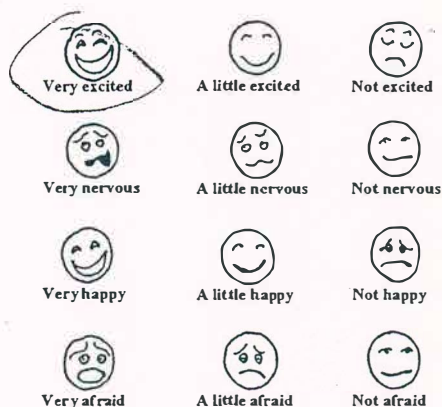 Very excited A little excited Not excited
Very nervous A little nervous Not nervous
Very happy A little happy Not happy
Very afraid A little afraid Not afraid